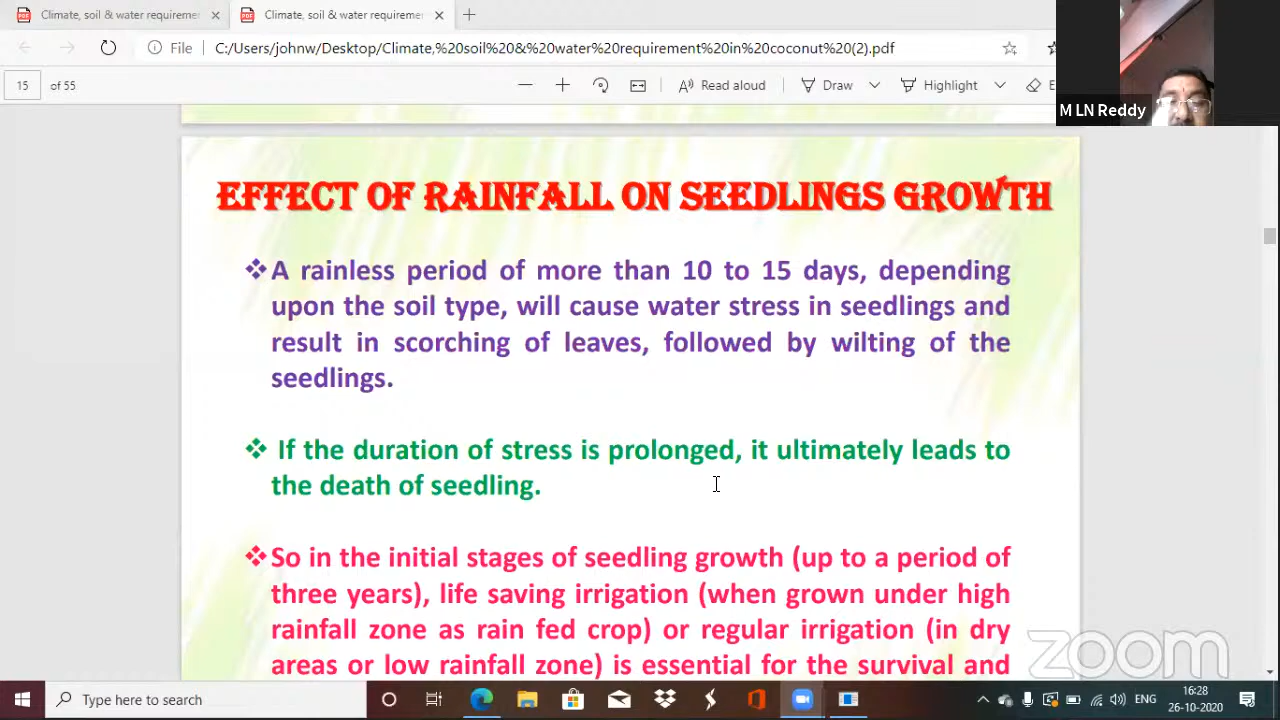 Climate, soil & water requiremen
Climate, soil & water requiremen
File
C:/Users/johnw/Desktop/Climate,%20soil%20&%20water%20requirement%20in%20coconut%20(2).pdf
15 of 55
Read aloud
Draw
Highlight
E
M LN Reddy
EFFECT OF RAINFALL ON SEEDLINGS GROWTH
❖A rainless period of more than 10 to 15 days, depending
upon the soil type, will cause water stress in seedlings and
result in scorching of leaves, followed by wilting of the
seedlings.
❖ If the duration of stress is prolonged, it ultimately leads to
the death of seedling.
❖So in the initial stages of seedling growth (up to a period of
three years), life saving irrigation (when grown under high
rainfall zone as rain fed crop) or regular irrigation (in dry
areas or low rainfall zone) is essential for the survival and
zoom
Type here to search
ENG
16:28
26-10-2020